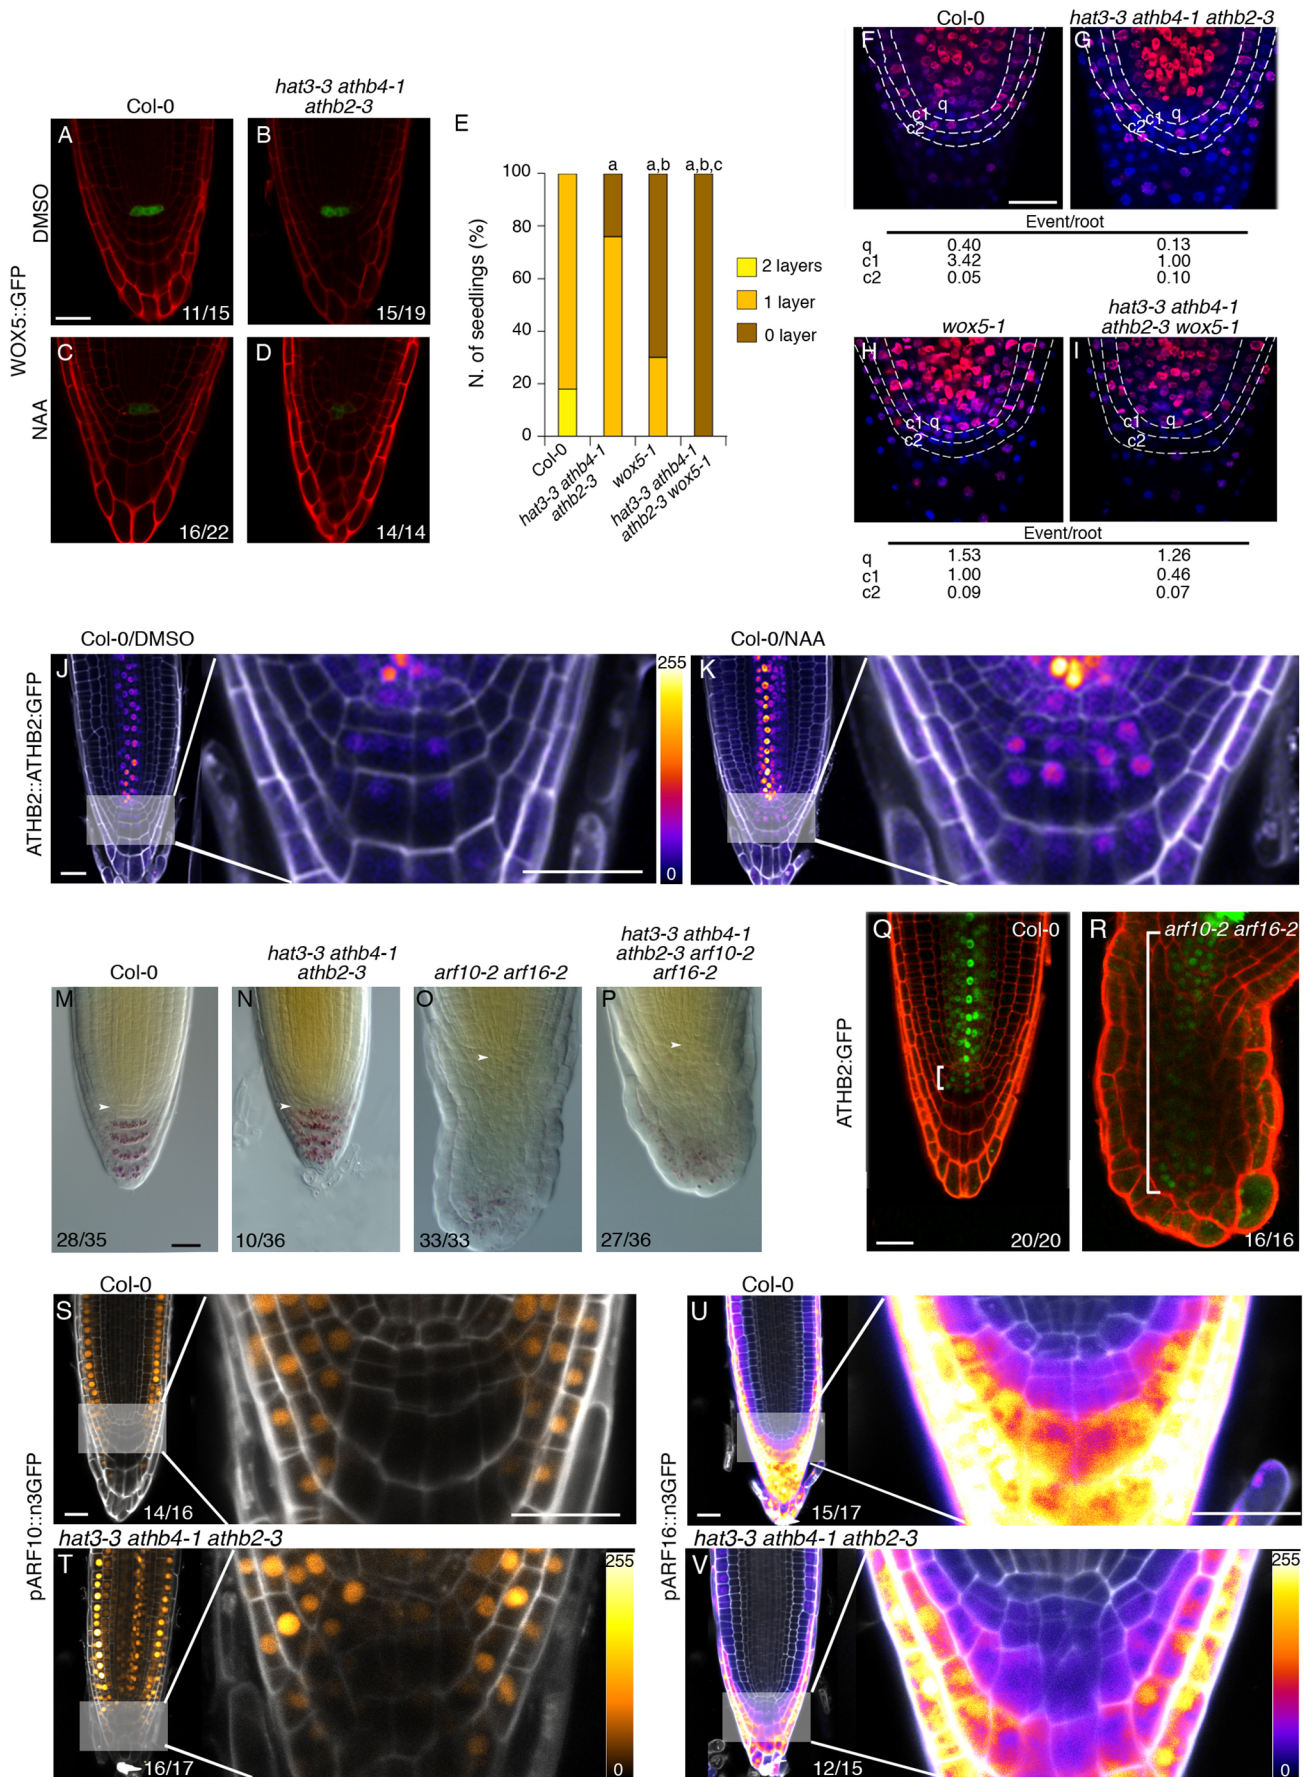 Col-0
hat3-3 athb4-1
athb2-3
WOX5::GFP
DMSO
NAA
A
B
11/15
15/19
C
D
16/22
14/14
E
N. of seedlings (%)
100
80
60
40
20
0
a
a,b
a,b,c
Col-0
hat3-3 athb4-1
athb2-3
wox5-1
hat3-3 athb4-1
athb2-3 wox5-1
2 layers
1 layer
0 layer
Col-0
hat3-3 athb4-1 athb2-3
F
q
c1
c2
G
q
c1
c2
Event/root
q 0.40 0.13
c1 3.42 1.00
c2 0.05 0.10
wox5-1
hat3-3 athb4-1
athb2-3 wox5-1
H
q
c1
c2
I
q
c1
c2
Event/root
q 1.53 1.26
c1 1.00 0.46
c2 0.09 0.07
ATHB2::ATHB2:GFP
Col-0/DMSO
J
255
0
Col-0/NAA
K
Col-0
M
28/35
hat3-3 athb4-1
athb2-3
N
10/36
arf10-2 arf16-2
O
33/33
hat3-3 athb4-1
athb2-3 arf10-2
arf16-2
P
27/36
ATHB2:GFP
Q
Col-0
20/20
R
arf10-2 arf16-2
16/16
pARF10::n3GFP
Col-0
S
14/16
hat3-3 athb4-1 athb2-3
T
16/17
255
0
pARF16::n3GFP
Col-0
U
15/17
hat3-3 athb4-1 athb2-3
V
12/15
255
0